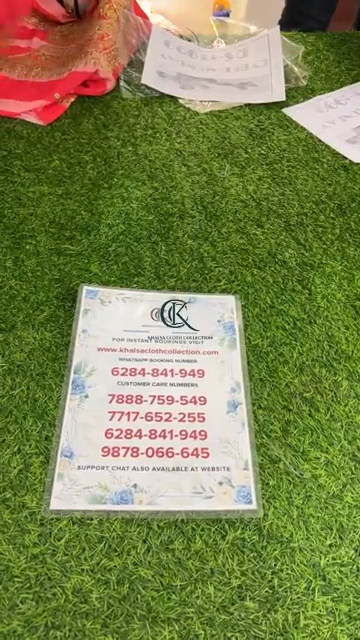 CK
KHALSA CLOTH COLLECTION
FOR INSTANT BOOKINGS VISIT
www.khalsaclothcollection.com
WHATSAPP BOOKING NUMBER
6284-841-949
CUSTOMER CARE NUMBERS
7888-759-549
7717-652-255
6284-841-949
9878-066-645
SUPPORT CHAT ALSO AVAILABLE AT WEBSITE